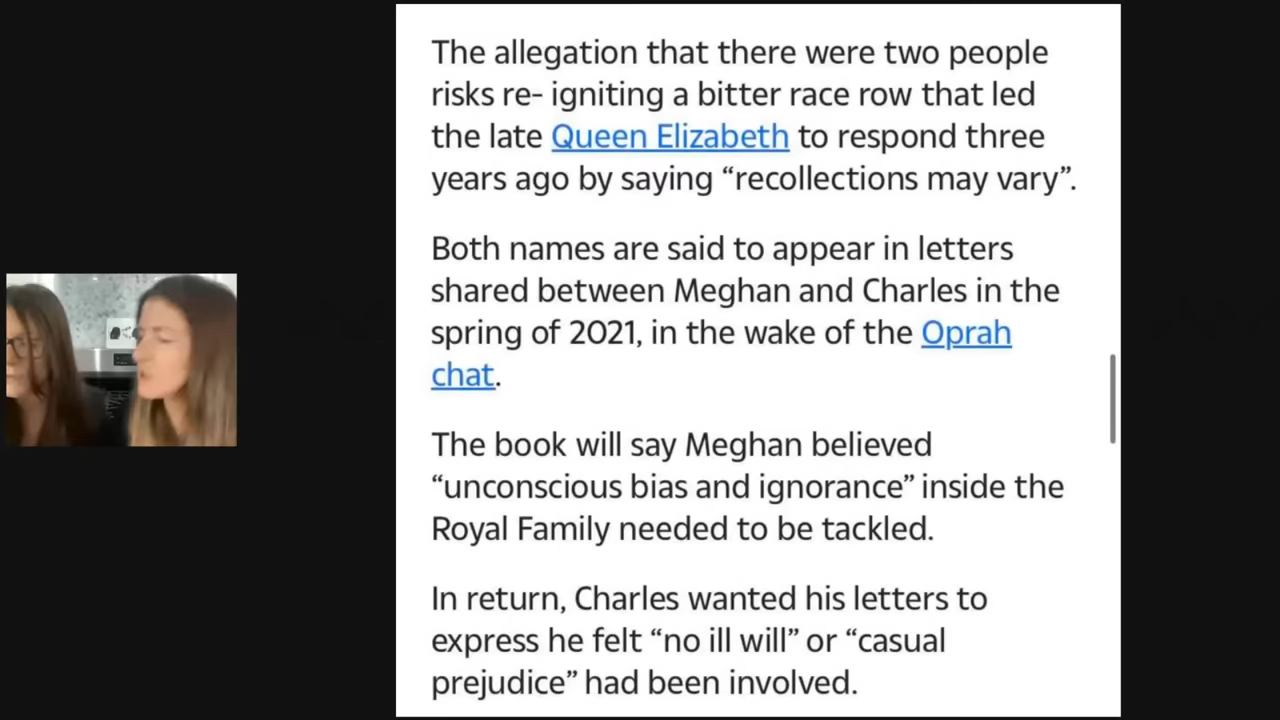 The allegation that there were two people
risks re- igniting a bitter race row that led
the late Queen Elizabeth to respond three
years ago by saying “recollections may vary”.
Both names are said to appear in letters
shared between Meghan and Charles in the
spring of 2021, in the wake of the Oprah
chat.
The book will say Meghan believed
“unconscious bias and ignorance” inside the
Royal Family needed to be tackled.
In return, Charles wanted his letters to
express he felt “no ill will” or “casual
prejudice” had been involved.